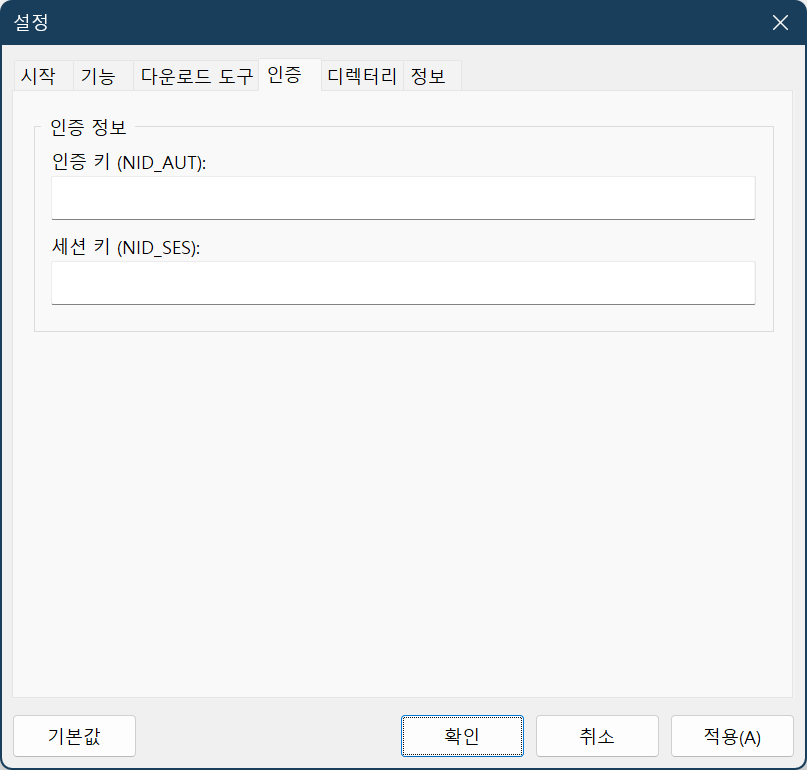 설정
시작 기능 다운로드 도구 인증 디렉터리 정보
인증 정보
인증 키 (NID_AUT):
세션 키 (NID_SES):
기본값 확인 취소 적용(A)